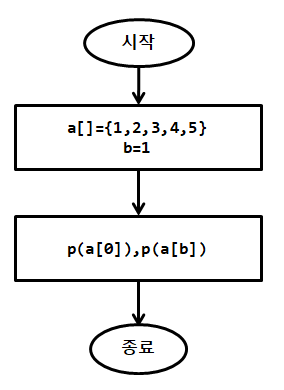 시작
a[]={1,2,3,4,5}
b=1
p(a[0]),p(a[b])
종료